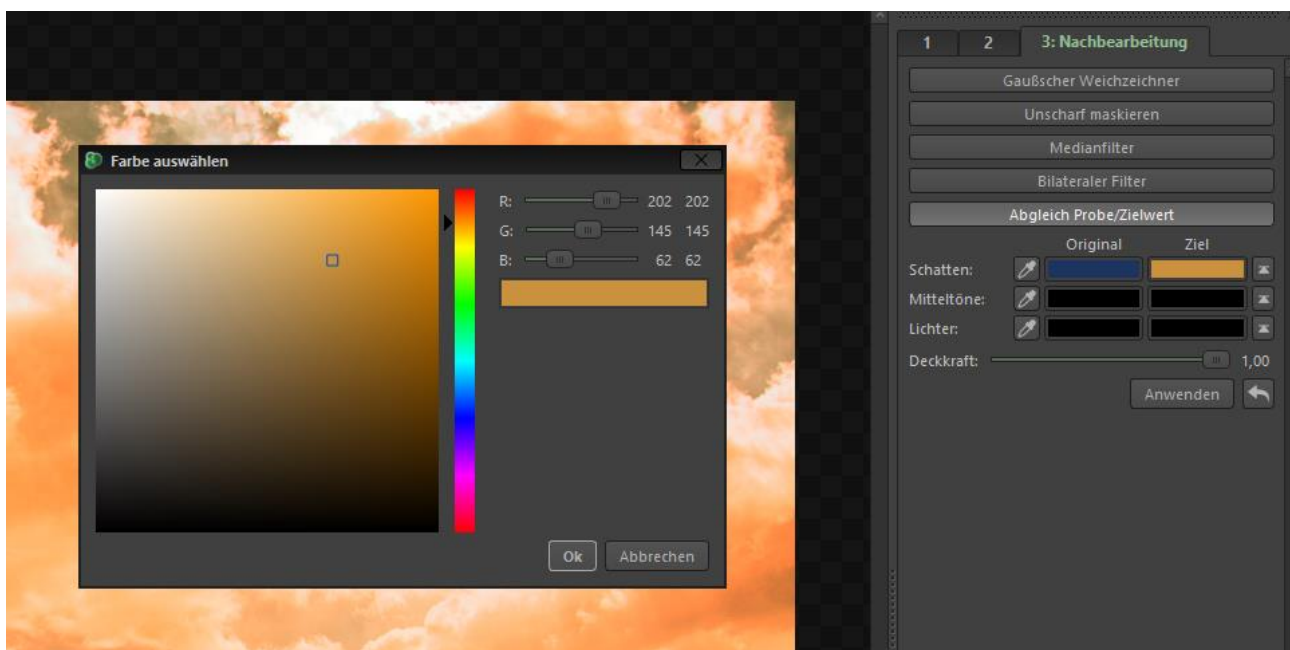 Farbe auswählen
R: 202 202
G: 145 145
B: 62 62
Ok Abbrechen
1 2 3: Nachbearbeitung
Gaußscher Weichzeichner
Unscharf maskieren
Medianfilter
Bilateraler Filter
Abgleich Probe/Zielwert
Original Ziel
Schatten:
Mitteltöne:
Lichter:
Deckkraft: 1,00
Anwenden